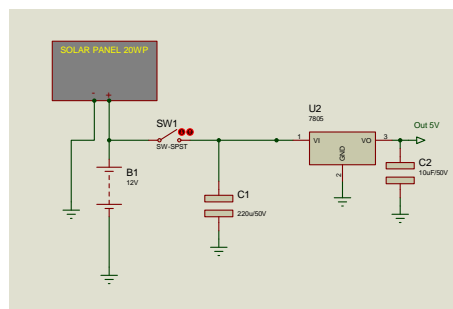 SOLAR PANEL 20WP
- +
SW1
SW-SPST
B1
12V
C1
220u/50V
U2
7805
1 VI VO 3
GND
2
Out 5V
C2
10uF/50V